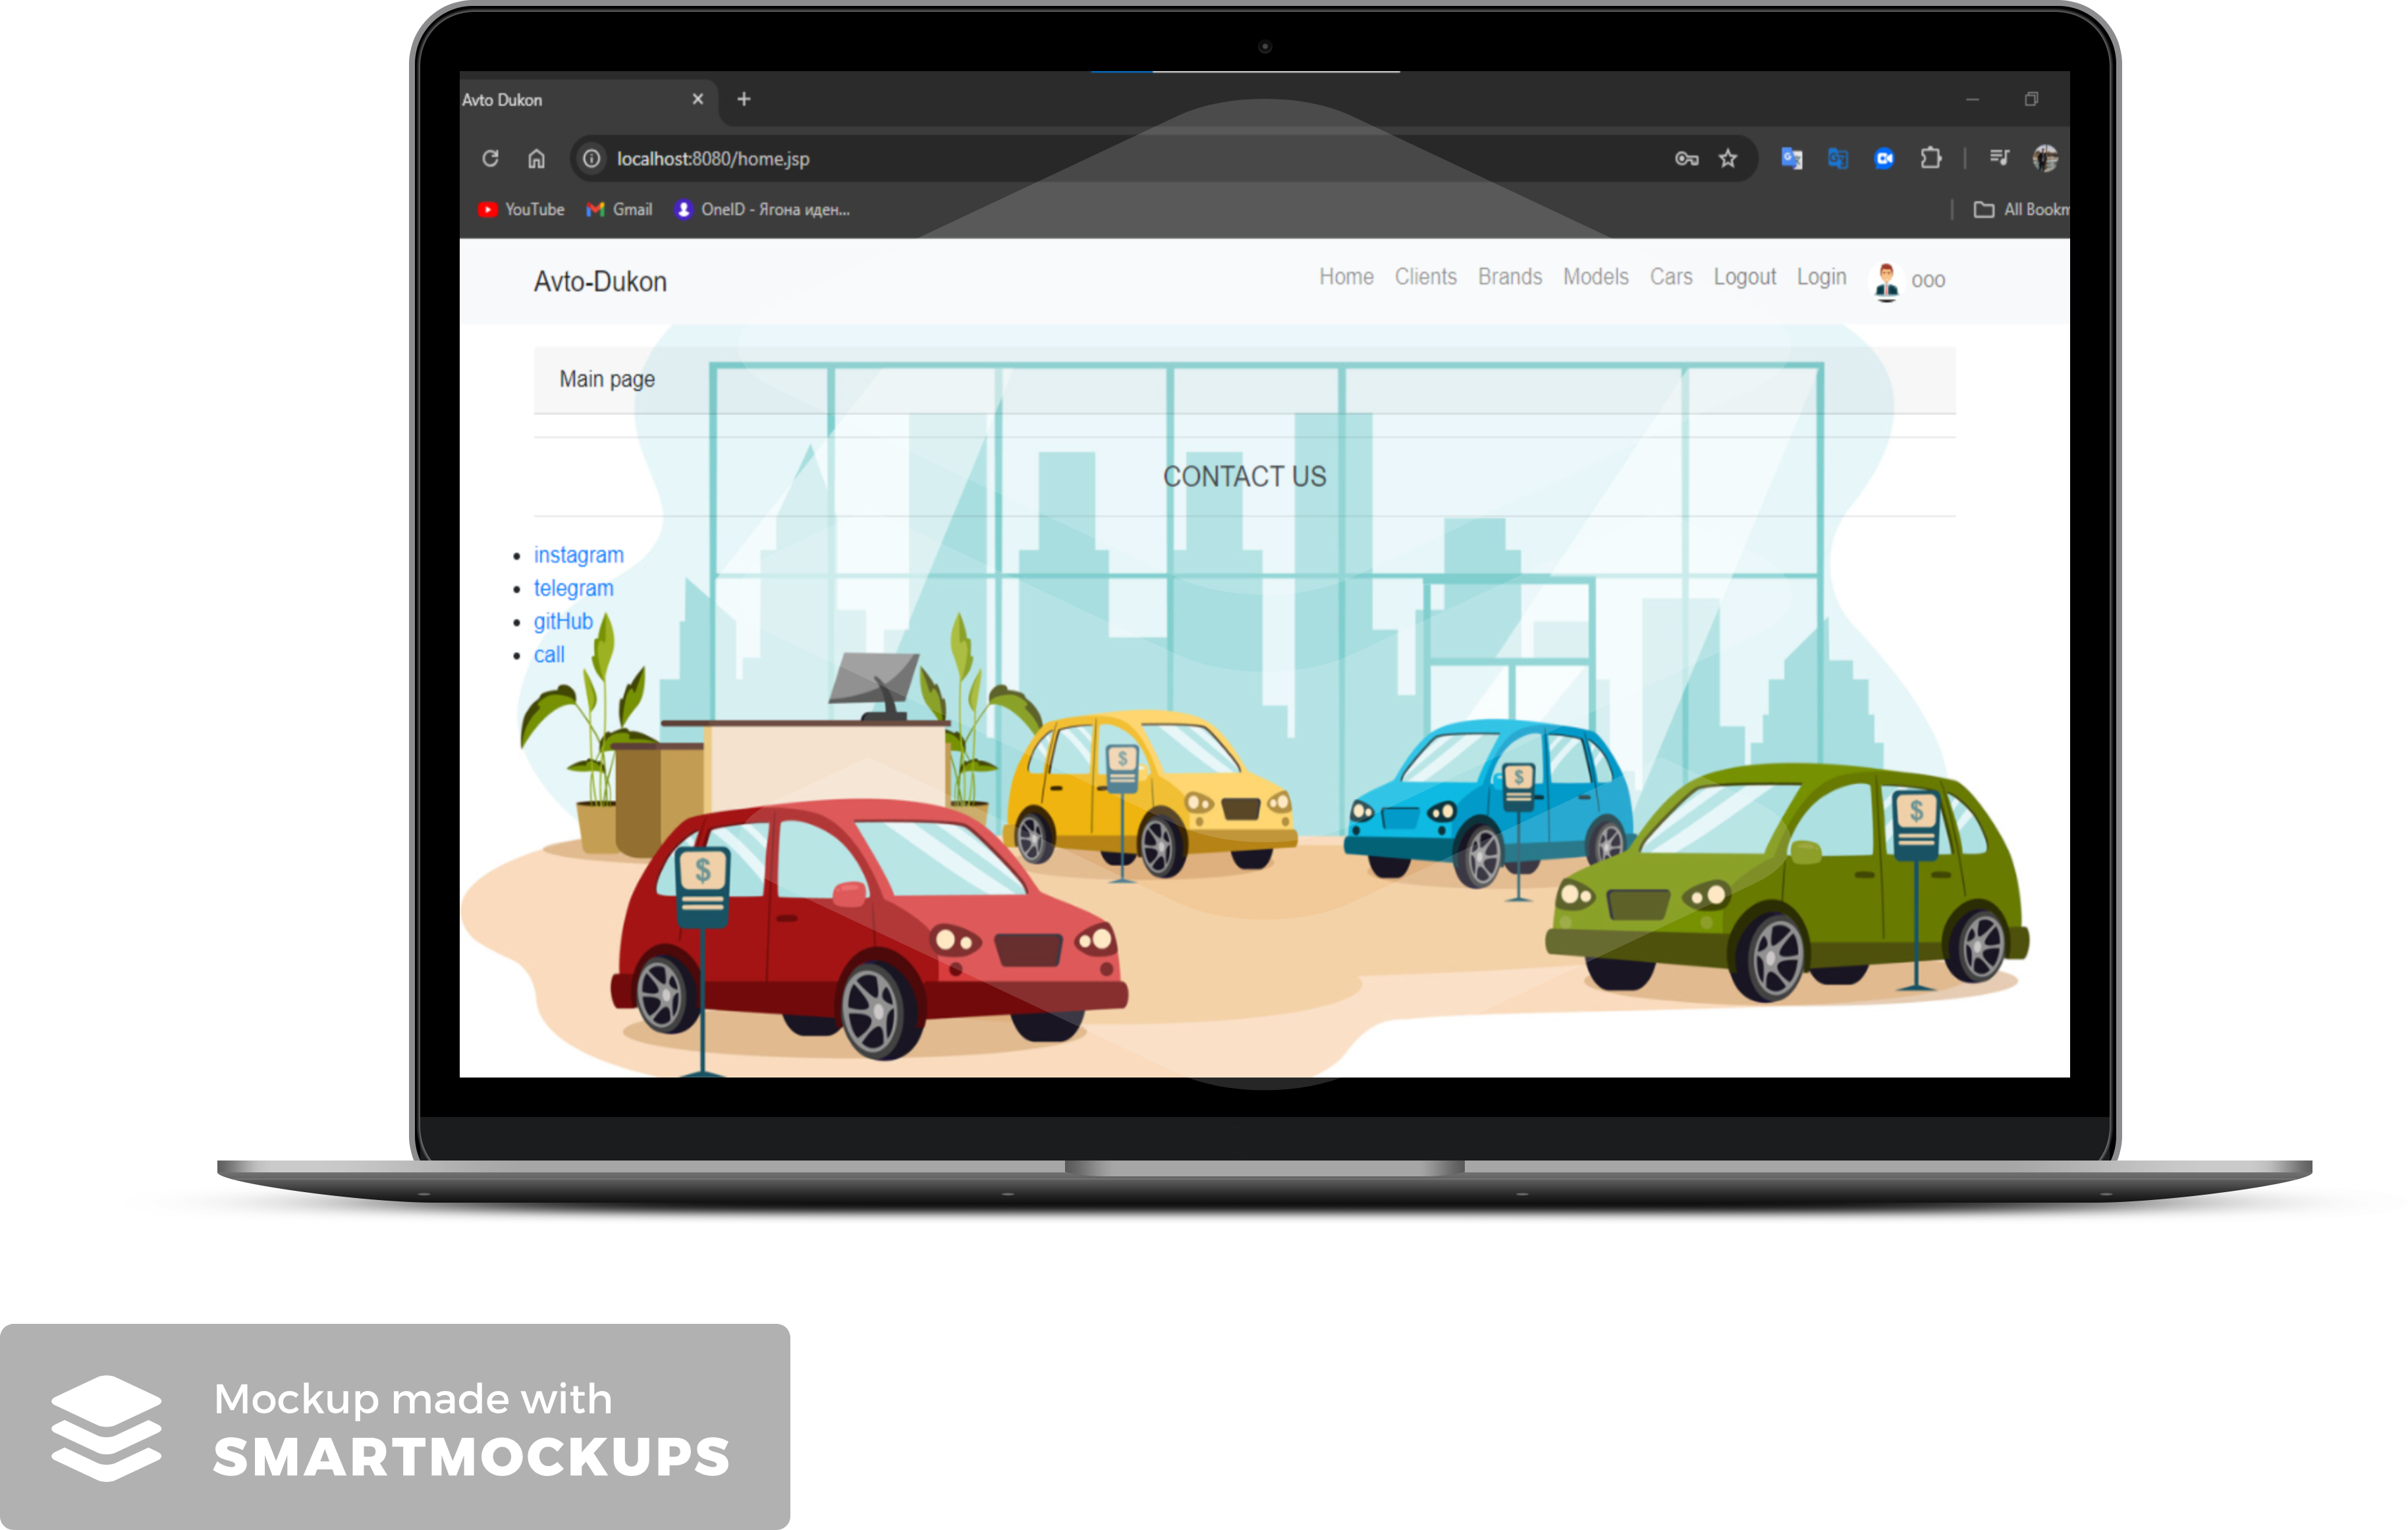 Avto Dukon
localhost:8080/home.jsp
YouTube Gmail OneID - Ягона иден... All Bookm
Avto-Dukon
Home Clients Brands Models Cars Logout Login ooo
Main page
CONTACT US
instagram
telegram
gitHub
call
$
$
$
$
Mockup made with
SMARTMOCKUPS